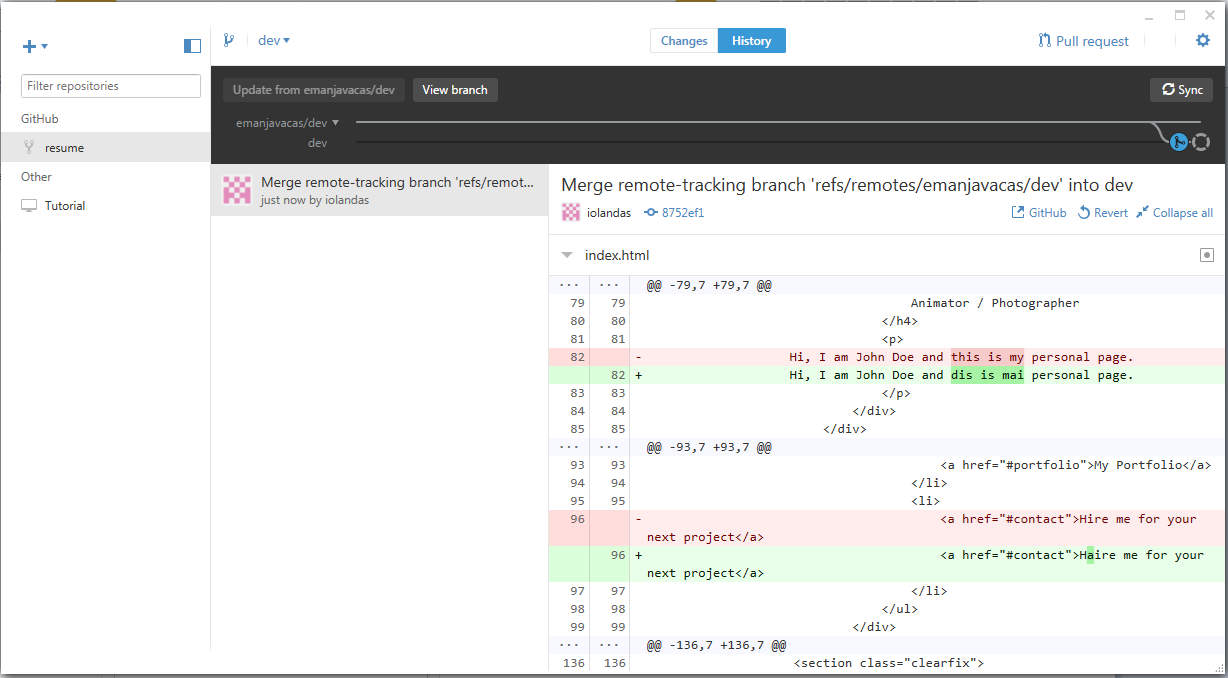 dev
Changes
History
Pull request
Filter repositories
GitHub
resume
Other
Tutorial
Update from emanjavacas/dev
View branch
Sync
emanjavacas/dev
dev
Merge remote-tracking branch 'refs/remot...
just now by iolandas
Merge remote-tracking branch 'refs/remotes/emanjavacas/dev' into dev
iolandas 8752ef1 GitHub Revert Collapse all
index.html
... ... @@ -79,7 +79,7 @@
79 79 Animator / Photographer
80 80 </h4>
81 81 <p>
82 - Hi, I am John Doe and this is my personal page.
82 + Hi, I am John Doe and dis is mai personal page.
83 83 </p>
84 84 </div>
85 85 </div>
... ... @@ -93,7 +93,7 @@
93 93 <a href="#portfolio">My Portfolio</a>
94 94 </li>
95 95 <li>
96 - <a href="#contact">Hire me for your
next project</a>
96 + <a href="#contact">Haire me for your
next project</a>
97 97 </li>
98 98 </ul>
99 99 </div>
... ... @@ -136,7 +136,7 @@
136 136 <section class="clearfix">